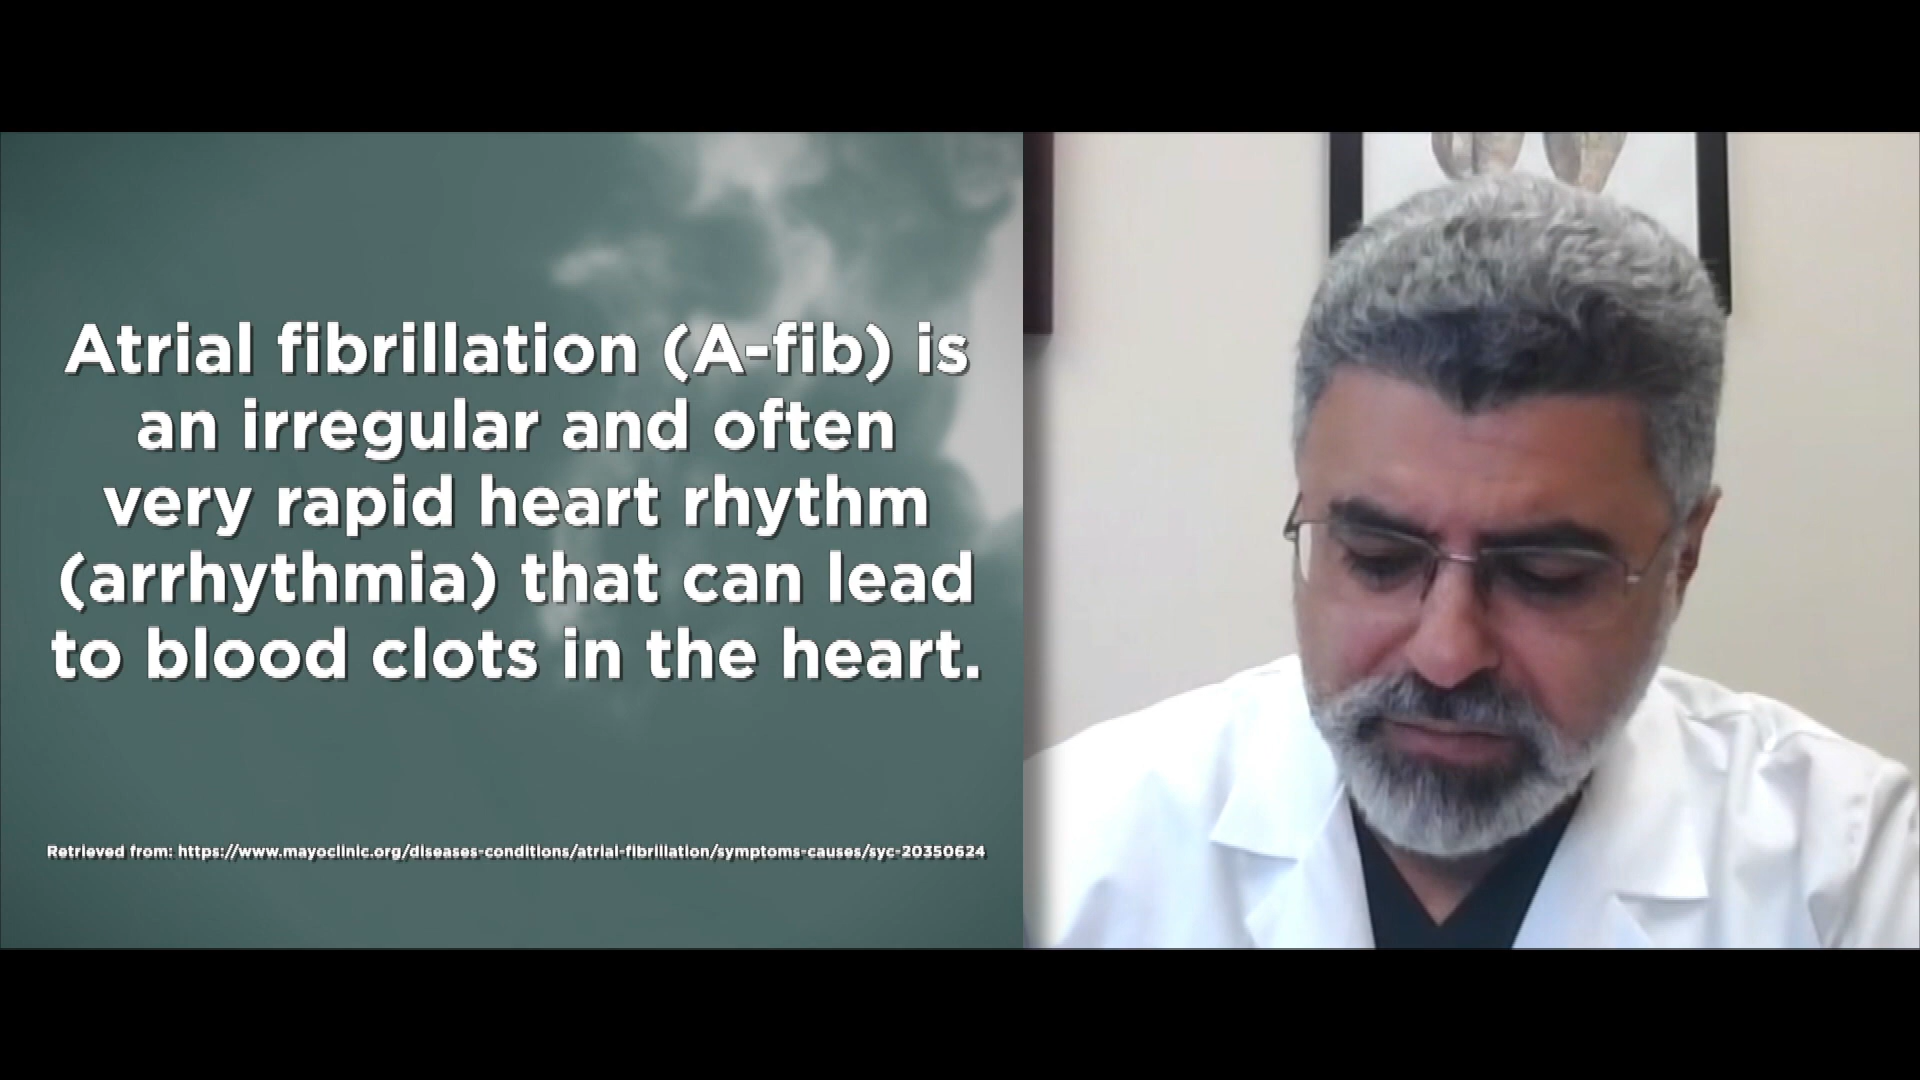 Atrial fibrillation (A-fib) is
an irregular and often
very rapid heart rhythm
(arrhythmia) that can lead
to blood clots in the heart.
Retrieved from: https://www.mayoclinic.org/diseases-conditions/atrial-fibrillation/symptoms-causes/syc-20350624